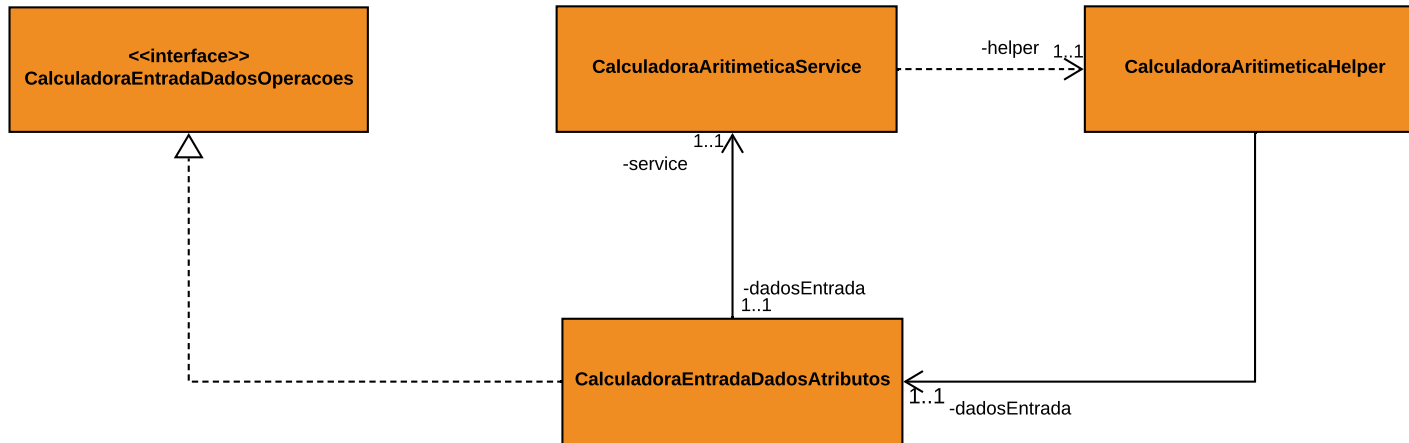 <<interface>>
CalculadoraEntradaDadosOperacoes
CalculadoraAritimeticaService
-helper
1..1
CalculadoraAritimeticaHelper
1..1
-service
-dadosEntrada
1..1
CalculadoraEntradaDadosAtributos
1..1
-dadosEntrada